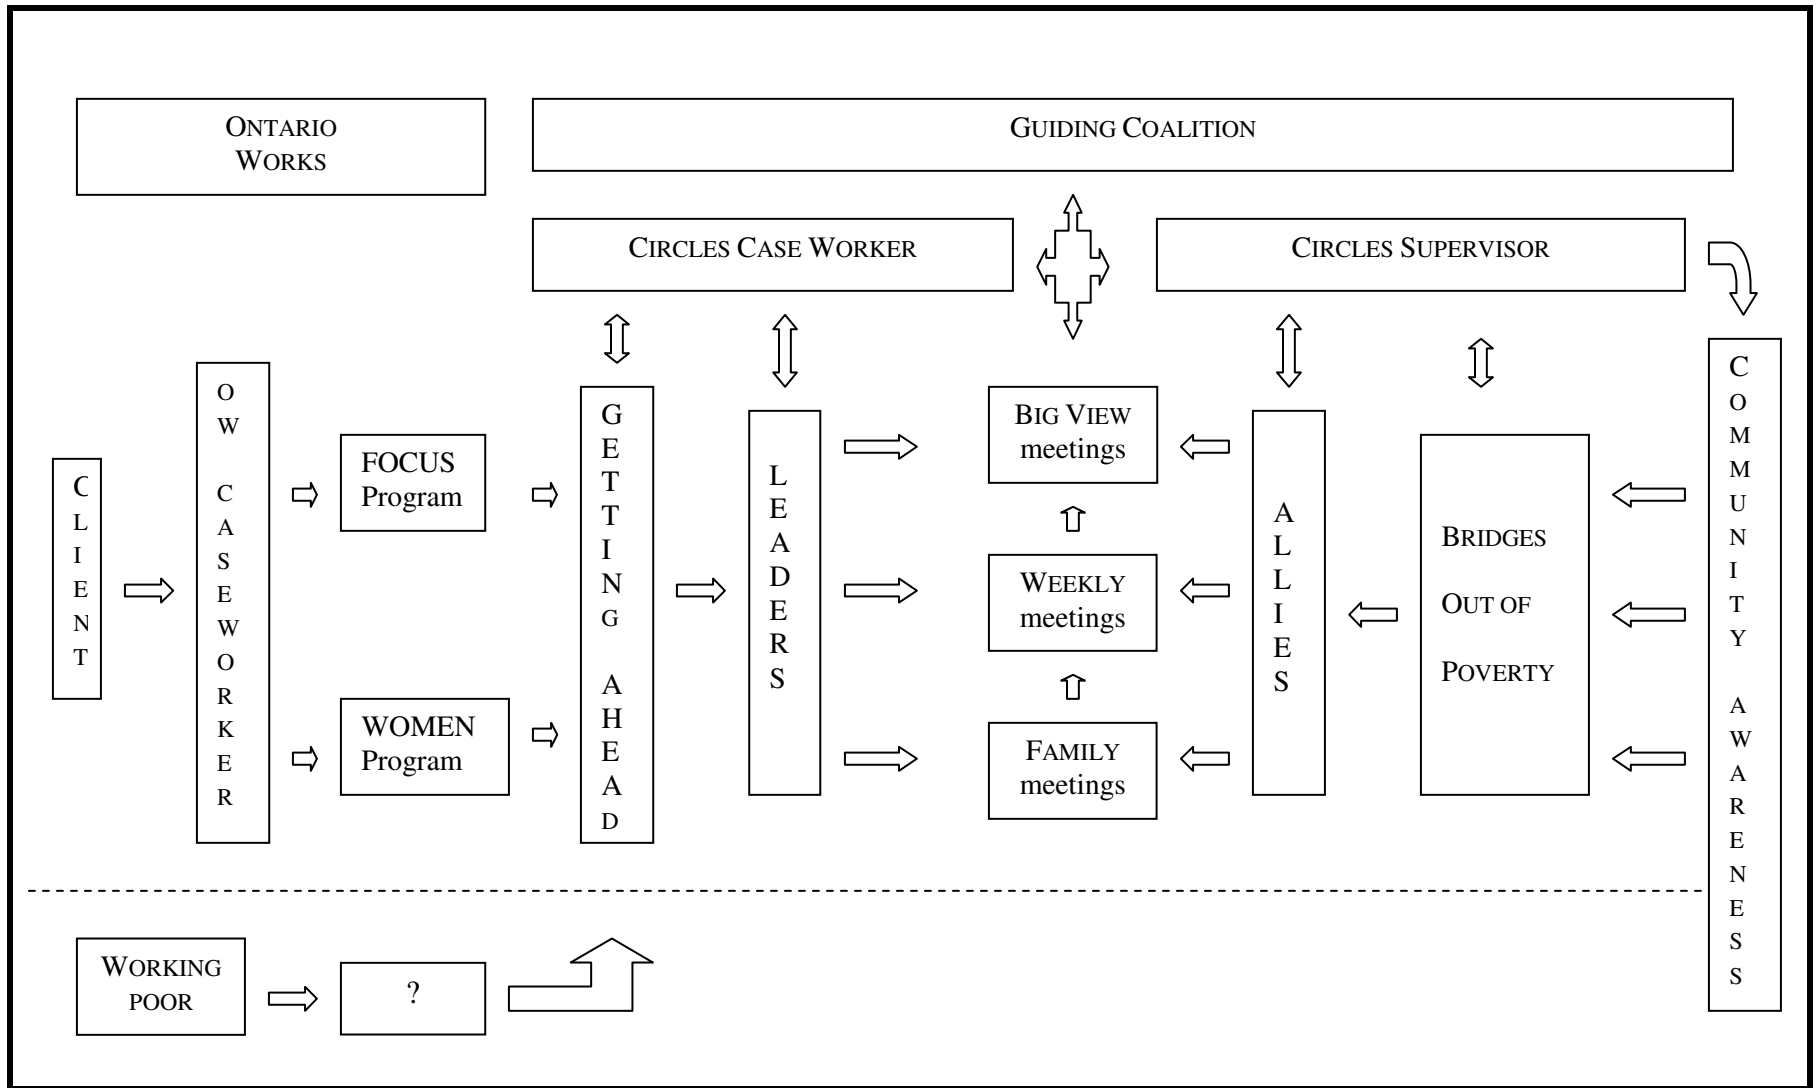 ONTARIO
WORKS
GUIDING COALITION
CIRCLES CASE WORKER
CIRCLES SUPERVISOR
CLIENT
OW CASEWORKER
FOCUS
Program
WOMEN
Program
GETTING AHEAD
LEADERS
BIG VIEW
meetings
WEEKLY
meetings
FAMILY
meetings
ALLIES
BRIDGES
OUT OF
POVERTY
COMMUNITY AWARENESS
WORKING
POOR
?